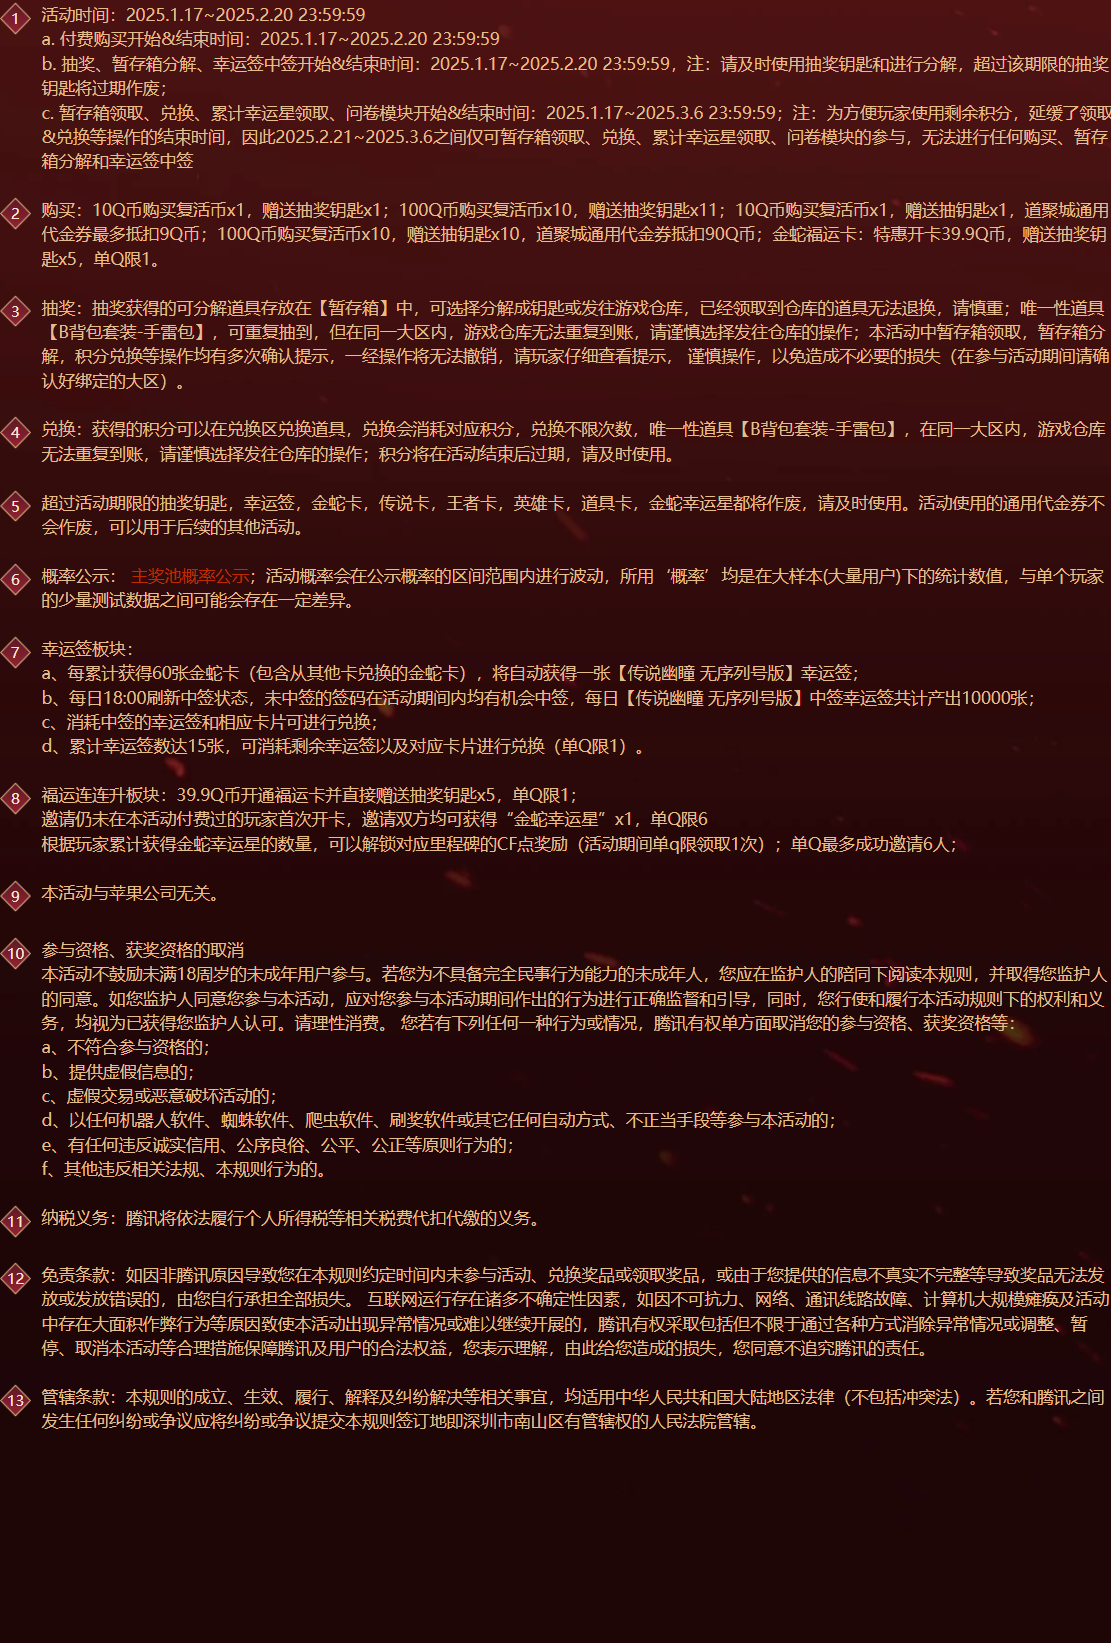 1 活动时间：2025.1.17~2025.2.20 23:59:59
a. 付费购买开始&结束时间：2025.1.17~2025.2.20 23:59:59
b. 抽奖、暂存箱分解、幸运签中签开始&结束时间：2025.1.17~2025.2.20 23:59:59，注：请及时使用抽奖钥匙和进行分解，超过该期限的抽奖
钥匙将过期作废；
c. 暂存箱领取、兑换、累计幸运星领取、问卷模块开始&结束时间：2025.1.17~2025.3.6 23:59:59；注：为方便玩家使用剩余积分，延缓了领取
&兑换等操作的结束时间，因此2025.2.21~2025.3.6之间仅可暂存箱领取、兑换、累计幸运星领取、问卷模块的参与，无法进行任何购买、暂存
箱分解和幸运签中签
2 购买：10Q币购买复活币x1，赠送抽奖钥匙x1；100Q币购买复活币x10，赠送抽奖钥匙x11；10Q币购买复活币x1，赠送抽钥匙x1，道聚城通用
代金券最多抵扣9Q币；100Q币购买复活币x10，赠送抽钥匙x10，道聚城通用代金券抵扣90Q币；金蛇福运卡：特惠开卡39.9Q币，赠送抽奖钥
匙x5，单Q限1。
3 抽奖：抽奖获得的可分解道具存放在【暂存箱】中，可选择分解成钥匙或发往游戏仓库，已经领取到仓库的道具无法退换，请慎重；唯一性道具
【B背包套装-手雷包】，可重复抽到，但在同一大区内，游戏仓库无法重复到账，请谨慎选择发往仓库的操作；本活动中暂存箱领取，暂存箱分
解，积分兑换等操作均有多次确认提示，一经操作将无法撤销，请玩家仔细查看提示， 谨慎操作，以免造成不必要的损失（在参与活动期间请确
认好绑定的大区）。
4 兑换：获得的积分可以在兑换区兑换道具，兑换会消耗对应积分，兑换不限次数，唯一性道具【B背包套装-手雷包】，在同一大区内，游戏仓库
无法重复到账，请谨慎选择发往仓库的操作；积分将在活动结束后过期，请及时使用。
5 超过活动期限的抽奖钥匙，幸运签，金蛇卡，传说卡，王者卡，英雄卡，道具卡，金蛇幸运星都将作废，请及时使用。活动使用的通用代金券不
会作废，可以用于后续的其他活动。
6 概率公示： 主奖池概率公示；活动概率会在公示概率的区间范围内进行波动，所用‘概率’均是在大样本(大量用户)下的统计数值，与单个玩家
的少量测试数据之间可能会存在一定差异。
7 幸运签板块：
a、每累计获得60张金蛇卡（包含从其他卡兑换的金蛇卡），将自动获得一张【传说幽瞳 无序列号版】幸运签；
b、每日18:00刷新中签状态，未中签的签码在活动期间内均有机会中签，每日【传说幽瞳 无序列号版】中签幸运签共计产出10000张；
c、消耗中签的幸运签和相应卡片可进行兑换；
d、累计幸运签数达15张，可消耗剩余幸运签以及对应卡片进行兑换（单Q限1）。
8 福运连连升板块：39.9Q币开通福运卡并直接赠送抽奖钥匙x5，单Q限1；
邀请仍未在本活动付费过的玩家首次开卡，邀请双方均可获得“金蛇幸运星”x1，单Q限6
根据玩家累计获得金蛇幸运星的数量，可以解锁对应里程碑的CF点奖励（活动期间单q限领取1次）；单Q最多成功邀请6人；
9 本活动与苹果公司无关。
10 参与资格、获奖资格的取消
本活动不鼓励未满18周岁的未成年用户参与。若您为不具备完全民事行为能力的未成年人，您应在监护人的陪同下阅读本规则，并取得您监护人
的同意。如您监护人同意您参与本活动，应对您参与本活动期间作出的行为进行正确监督和引导，同时，您行使和履行本活动规则下的权利和义
务，均视为已获得您监护人认可。请理性消费。 您若有下列任何一种行为或情况，腾讯有权单方面取消您的参与资格、获奖资格等：
a、不符合参与资格的；
b、提供虚假信息的；
c、虚假交易或恶意破坏活动的；
d、以任何机器人软件、蜘蛛软件、爬虫软件、刷奖软件或其它任何自动方式、不正当手段等参与本活动的；
e、有任何违反诚实信用、公序良俗、公平、公正等原则行为的；
f、其他违反相关法规、本规则行为的。
11 纳税义务：腾讯将依法履行个人所得税等相关税费代扣代缴的义务。
12 免责条款：如因非腾讯原因导致您在本规则约定时间内未参与活动、兑换奖品或领取奖品，或由于您提供的信息不真实不完整等导致奖品无法发
放或发放错误的，由您自行承担全部损失。 互联网运行存在诸多不确定性因素，如因不可抗力、网络、通讯线路故障、计算机大规模瘫痪及活动
中存在大面积作弊行为等原因致使本活动出现异常情况或难以继续开展的，腾讯有权采取包括但不限于通过各种方式消除异常情况或调整、暂
停、取消本活动等合理措施保障腾讯及用户的合法权益，您表示理解，由此给您造成的损失，您同意不追究腾讯的责任。
13 管辖条款：本规则的成立、生效、履行、解释及纠纷解决等相关事宜，均适用中华人民共和国大陆地区法律（不包括冲突法）。若您和腾讯之间
发生任何纠纷或争议应将纠纷或争议提交本规则签订地即深圳市南山区有管辖权的人民法院管辖。